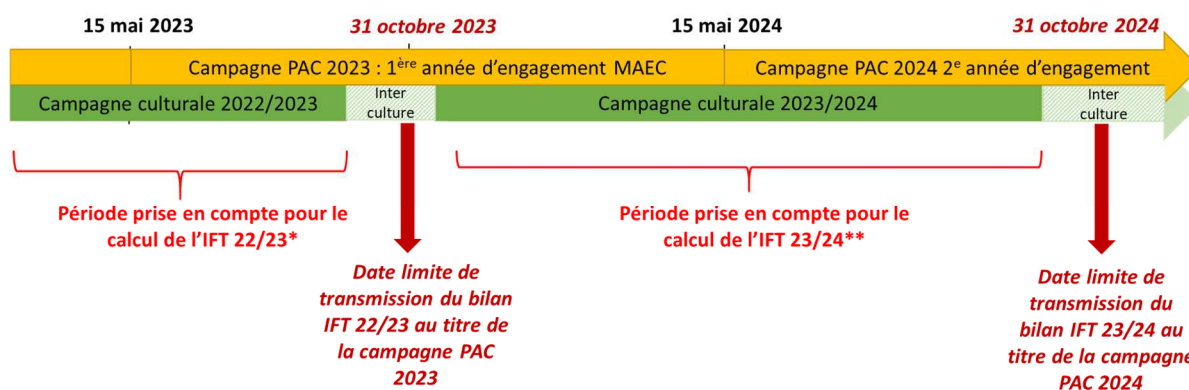 15 mai 2023
31 octobre 2023
15 mai 2024
31 octobre 2024
Campagne PAC 2023 : 1ère année d'engagement MAEC
Campagne PAC 2024 2e année d'engagement
Campagne culturale 2022/2023
Inter
culture
Campagne culturale 2023/2024
Inter
culture
Période prise en compte pour le
calcul de l'IFT 22/23*
Période prise en compte pour le
calcul de l'IFT 23/24**
Date limite de
transmission du bilan
IFT 22/23 au titre de
la campagne PAC
2023
Date limite de
transmission du
bilan IFT 23/24 au
titre de la campagne
PAC 2024